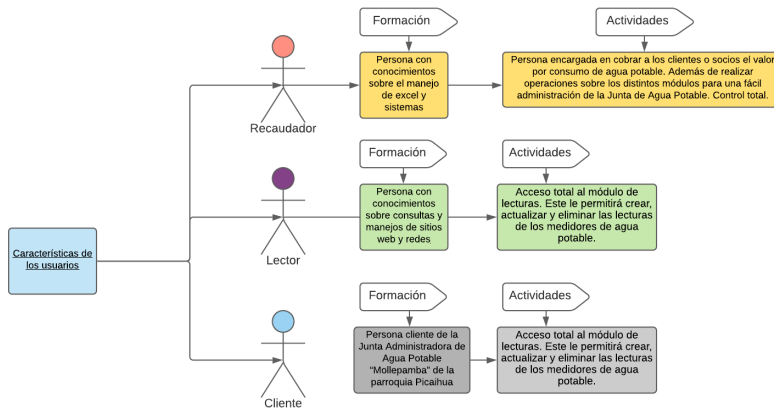 Formación
Actividades
Persona con
conocimientos
sobre el manejo
de excel y
sistemas
Persona encargada en cobrar a los clientes o socios el valor
por consumo de agua potable. Además de realizar
operaciones sobre los distintos módulos para una fácil
administración de la Junta de Agua Potable. Control total.
Recaudador
Formación
Actividades
Persona con
conocimientos
sobre consultas y
manejos de sitios
web y redes
Acceso total al módulo de
lecturas. Este le permitirá crear,
actualizar y eliminar las lecturas
de los medidores de agua
potable.
Lector
Características de
los usuarios
Formación
Actividades
Persona cliente de la
Junta Administradora de
Agua Potable
“Mollepamba” de la
parroquia Picaihua
Acceso total al módulo de
lecturas. Este le permitirá crear,
actualizar y eliminar las lecturas
de los medidores de agua
potable.
Cliente